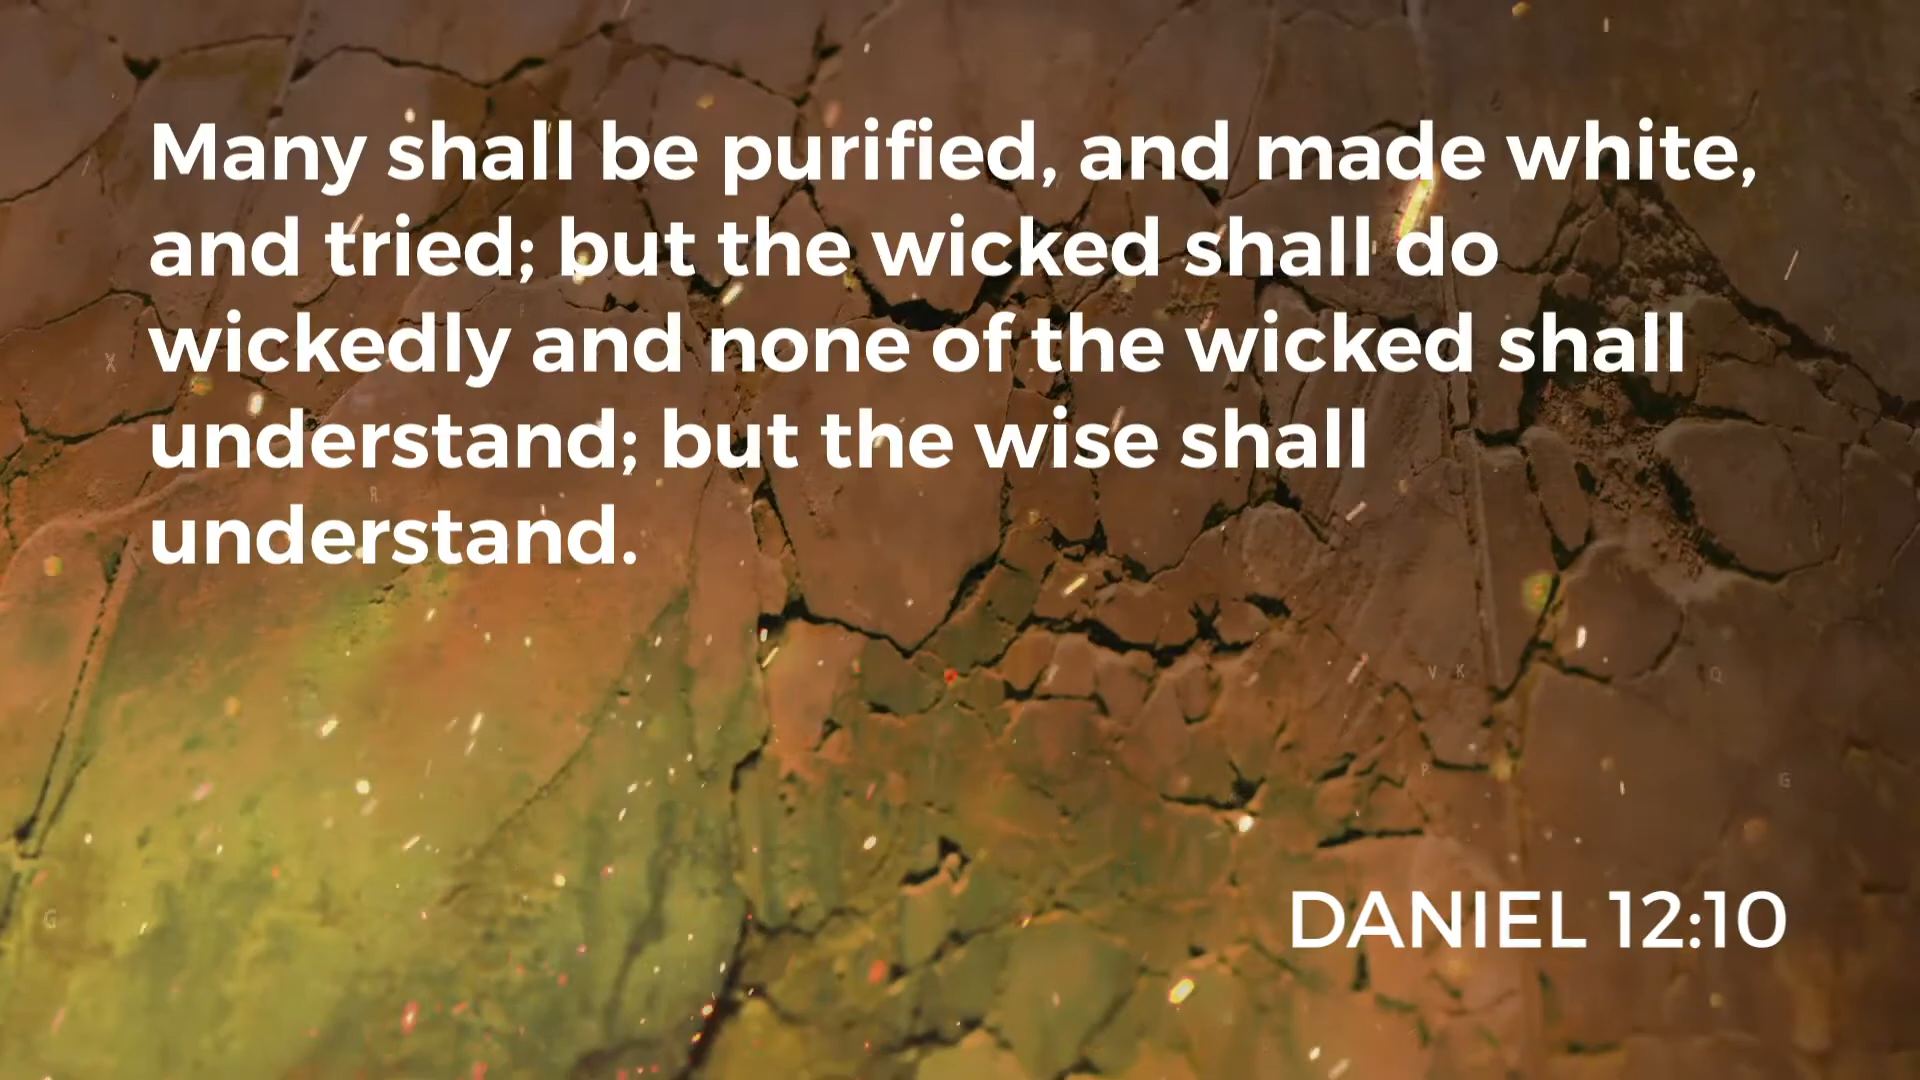 Many shall be purified, and made white,
and tried; but the wicked shall do
wickedly and none of the wicked shall
understand; but the wise shall
understand.
F
X
X
R
V K
Q
P
G
G
DANIEL 12:10